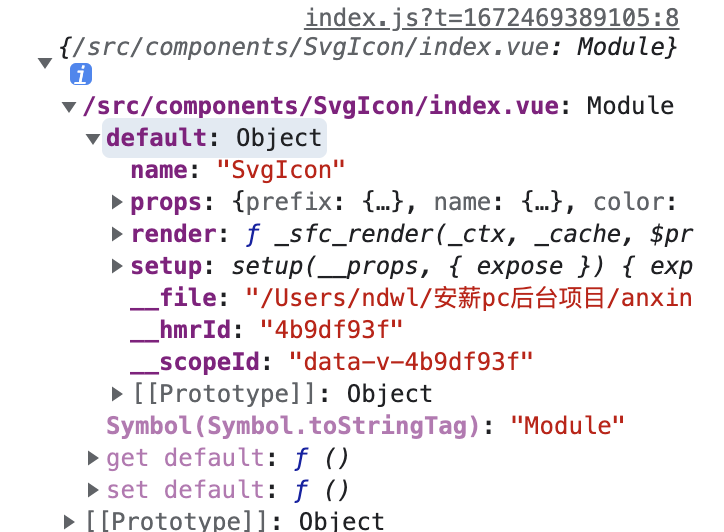 index.js?t=1672469389105:8
{/src/components/SvgIcon/index.vue: Module}
i
/src/components/SvgIcon/index.vue: Module
default: Object
name: "SvgIcon"
props: {prefix: {…}, name: {…}, color:
render: ƒ _sfc_render(_ctx, _cache, $pr
setup: setup(__props, { expose }) { exp
__file: "/Users/ndwl/安薪pc后台项目/anxin
__hmrId: "4b9df93f"
__scopeId: "data-v-4b9df93f"
[[Prototype]]: Object
Symbol(Symbol.toStringTag): "Module"
get default: ƒ ()
set default: ƒ ()
[[Prototype]]: Object